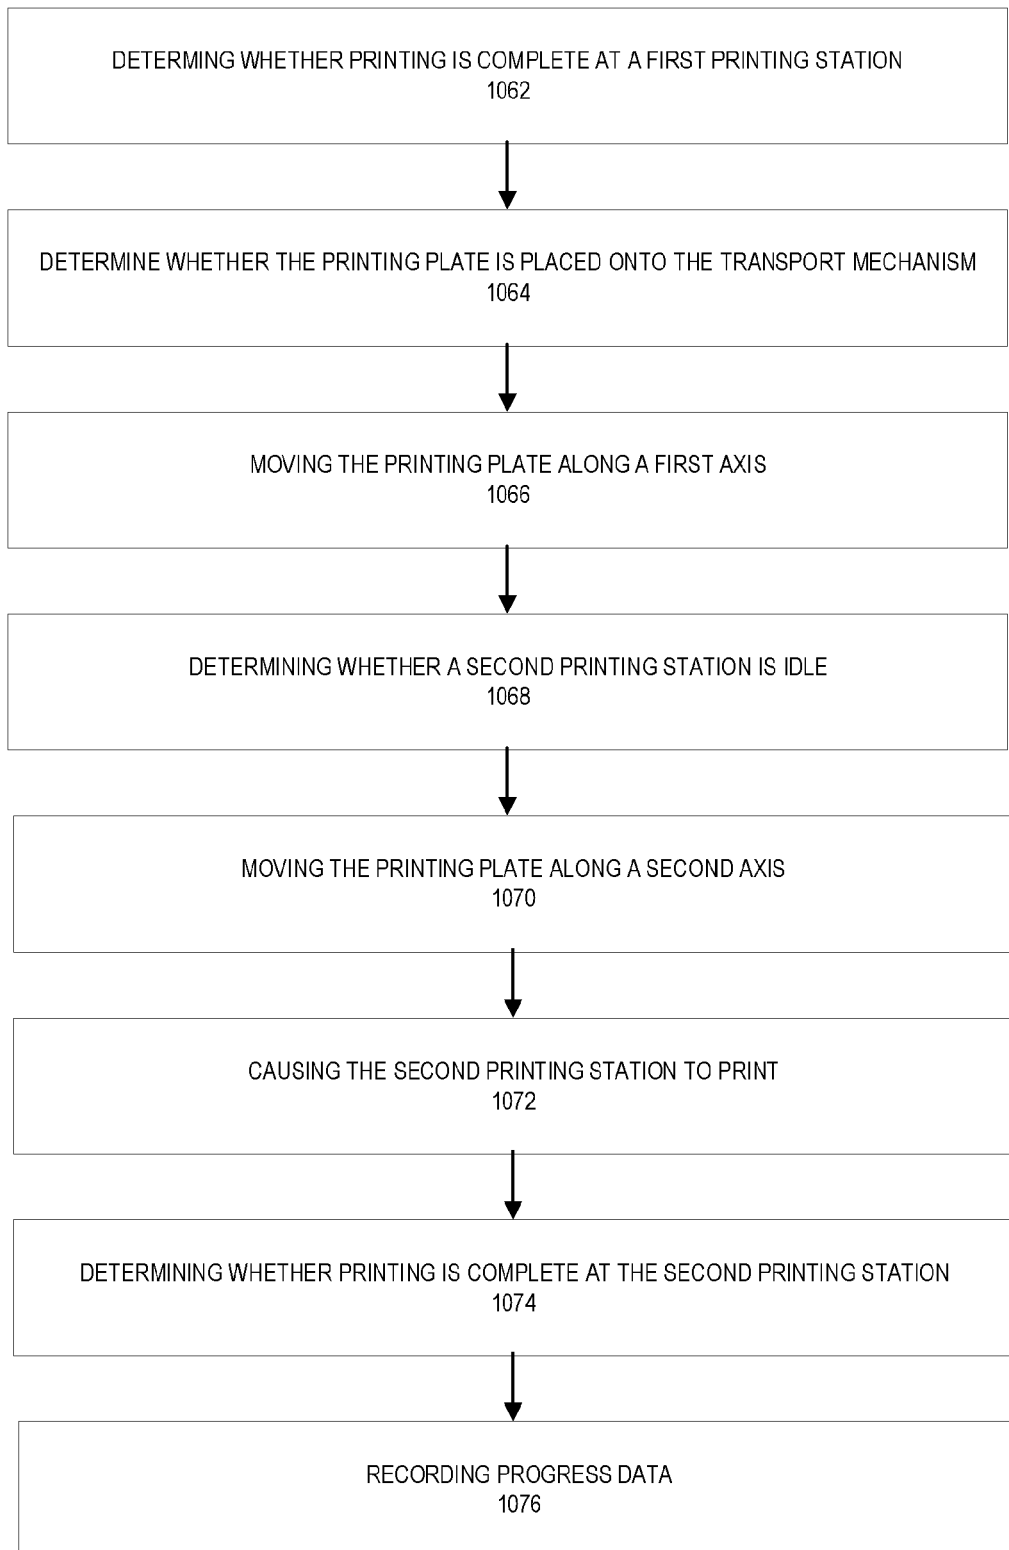 DETERMING WHETHER PRINTING IS COMPLETE AT A FIRST PRINTING STATION
1062
DETERMINE WHETHER THE PRINTING PLATE IS PLACED ONTO THE TRANSPORT MECHANISM
1064
MOVING THE PRINTING PLATE ALONG A FIRST AXIS
1066
DETERMINING WHETHER A SECOND PRINTING STATION IS IDLE
1068
MOVING THE PRINTING PLATE ALONG A SECOND AXIS
1070
CAUSING THE SECOND PRINTING STATION TO PRINT
1072
DETERMINING WHETHER PRINTING IS COMPLETE AT THE SECOND PRINTING STATION
1074
RECORDING PROGRESS DATA
1076